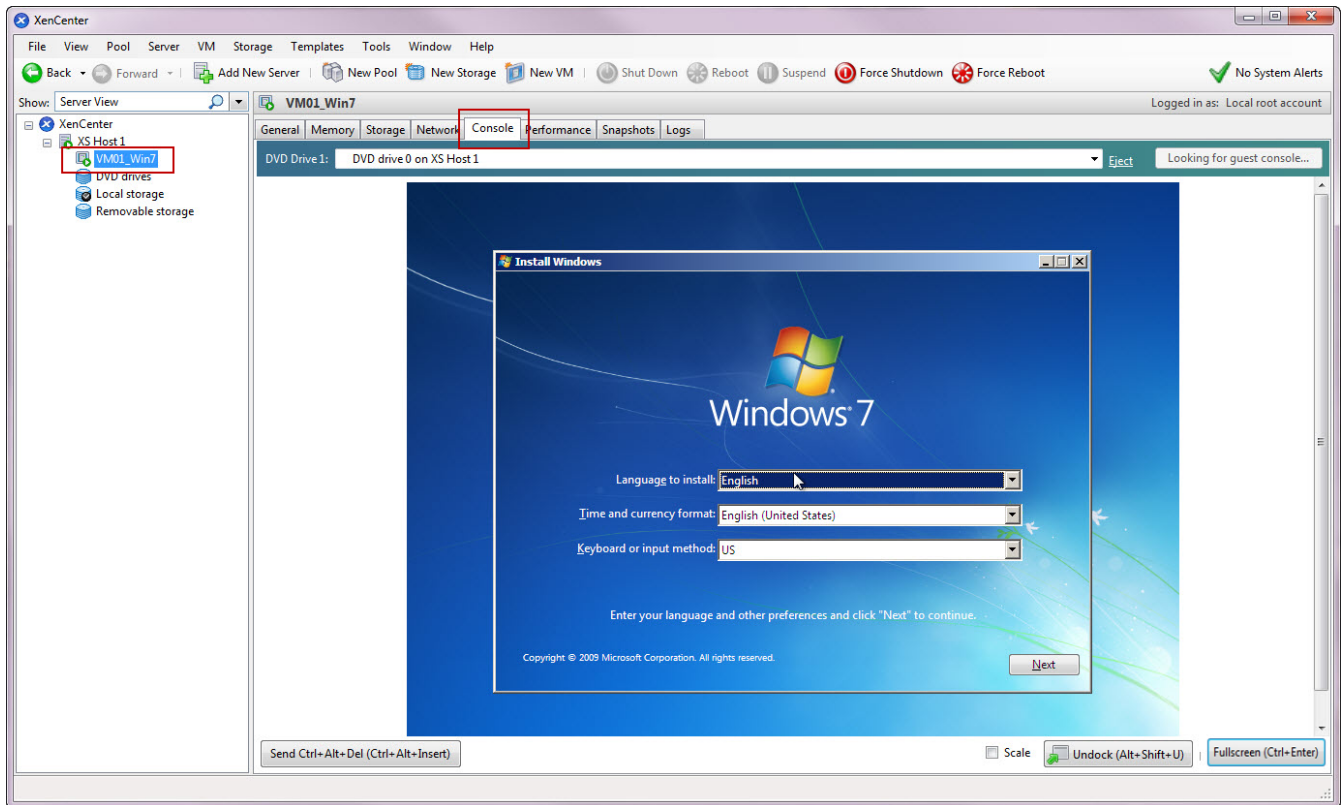 XenCenter
File View Pool Server VM Storage Templates Tools Window Help
Back Forward Add New Server New Pool New Storage New VM Shut Down Reboot Suspend Force Shutdown Force Reboot No System Alerts
Show: Server View
VM01_Win7 Logged in as: Local root account
XenCenter
XS Host 1
VM01_Win7
DVD drives
Local storage
Removable storage
General Memory Storage Network Console Performance Snapshots Logs
DVD Drive 1: DVD drive 0 on XS Host 1 Eject Looking for guest console...
Install Windows
Windows 7
Language to install: English
Time and currency format: English (United States)
Keyboard or input method: US
Enter your language and other preferences and click "Next" to continue.
Copyright © 2009 Microsoft Corporation. All rights reserved.
Next
Send Ctrl+Alt+Del (Ctrl+Alt+Insert) Scale Undock (Alt+Shift+U) Fullscreen (Ctrl+Enter)